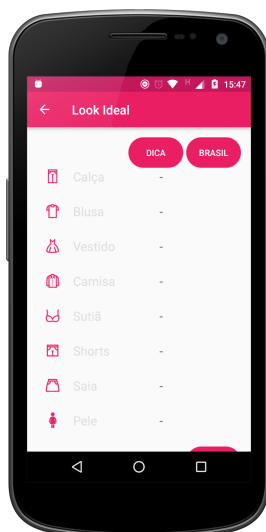 H 15:47
Look Ideal
DICA BRASIL
Calça -
Blusa -
Vestido -
Camisa -
Sutiã -
Shorts -
Saia -
Pele -